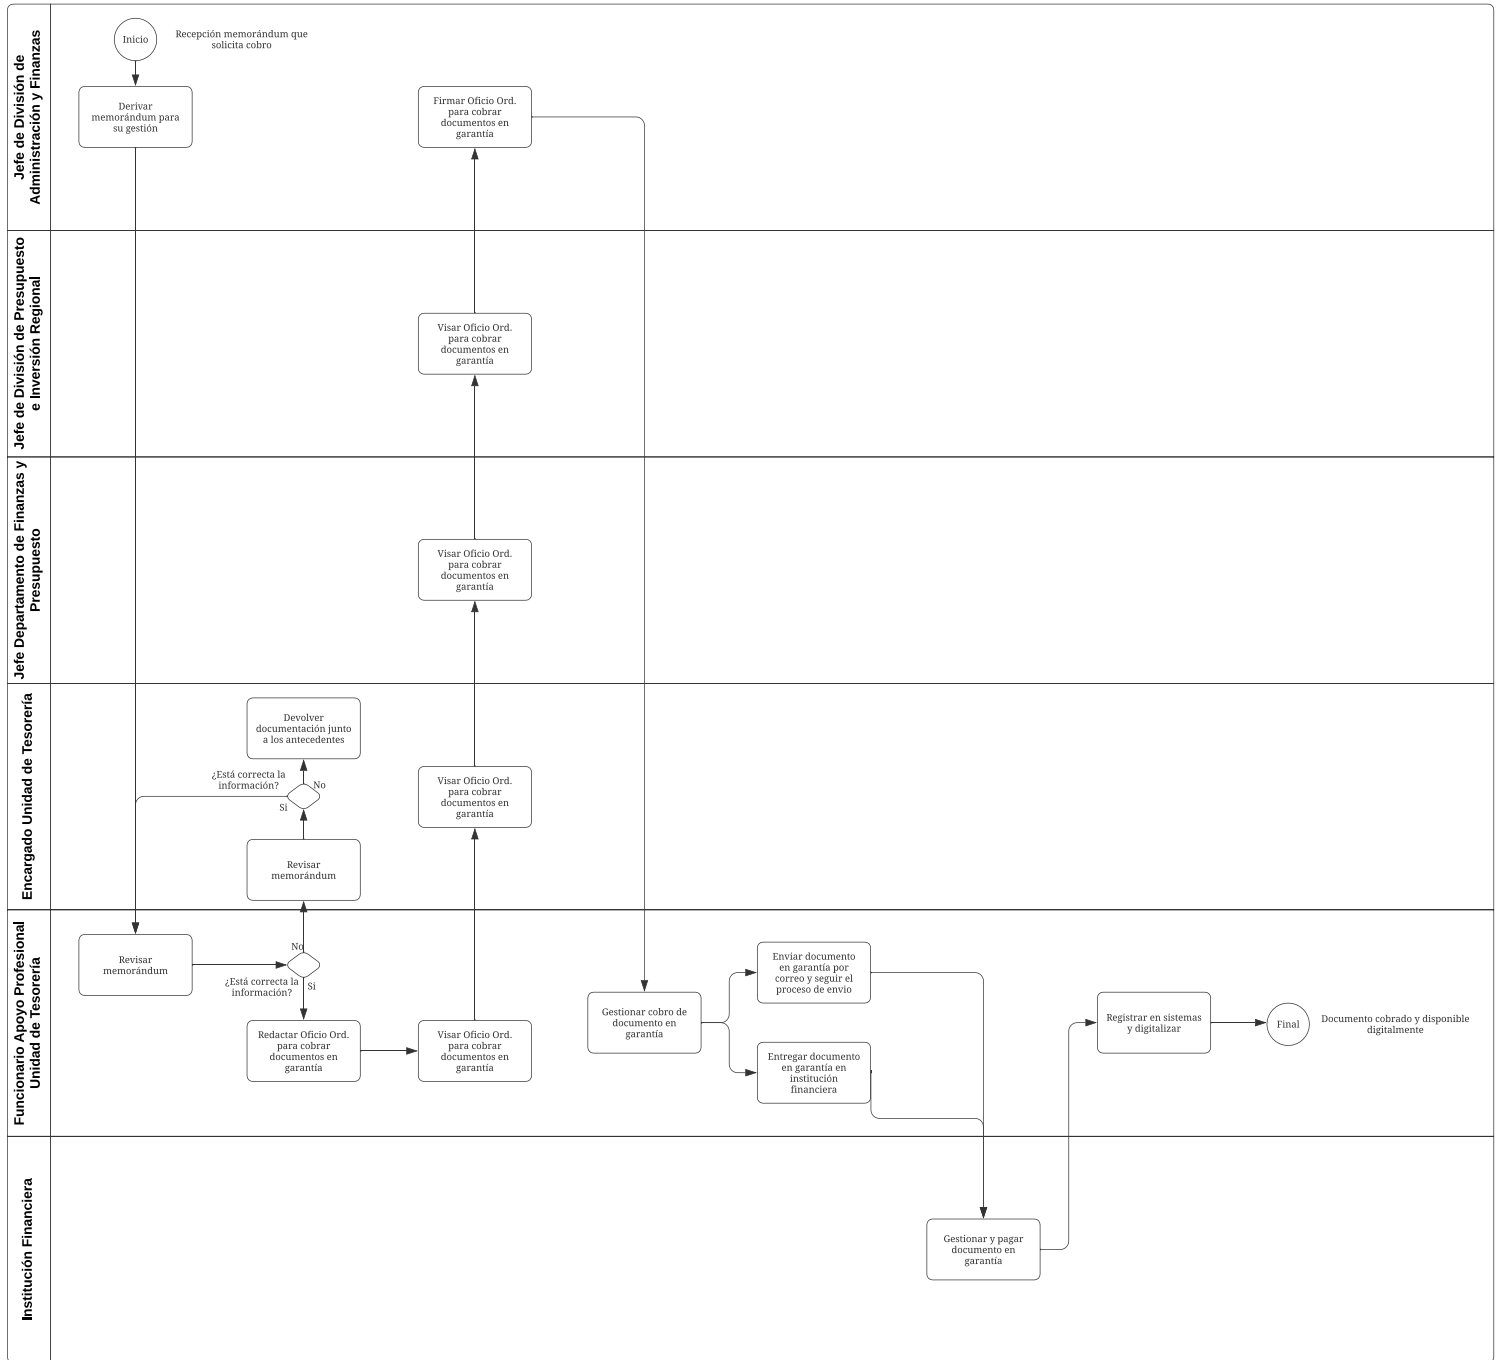 Jefe de División de
Administración y Finanzas
Inicio
Recepción memorándum que
solicita cobro
Derivar
memorándum para
su gestión
Firmar Oficio Ord.
para cobrar
documentos en
garantía
Jefe de División de Presupuesto
e Inversión Regional
Visar Oficio Ord.
para cobrar
documentos en
garantía
Jefe Departamento de Finanzas y
Presupuesto
Visar Oficio Ord.
para cobrar
documentos en
garantía
Encargado Unidad de Tesorería
Devolver
documentación junto
a los antecedentes
¿Está correcta la
información?
No
Si
Visar Oficio Ord.
para cobrar
documentos en
garantía
Revisar
memorándum
Funcionario Apoyo Profesional
Unidad de Tesorería
Revisar
memorándum
No
¿Está correcta la
información?
Si
Redactar Oficio Ord.
para cobrar
documentos en
garantía
Visar Oficio Ord.
para cobrar
documentos en
garantía
Gestionar cobro de
documento en
garantía
Enviar documento
en garantía por
correo y seguir el
proceso de envio
Entregar documento
en garantía en
institución
financiera
Registrar en sistemas
y digitalizar
Final
Documento cobrado y disponible
digitalmente
Institución Financiera
Gestionar y pagar
documento en
garantía